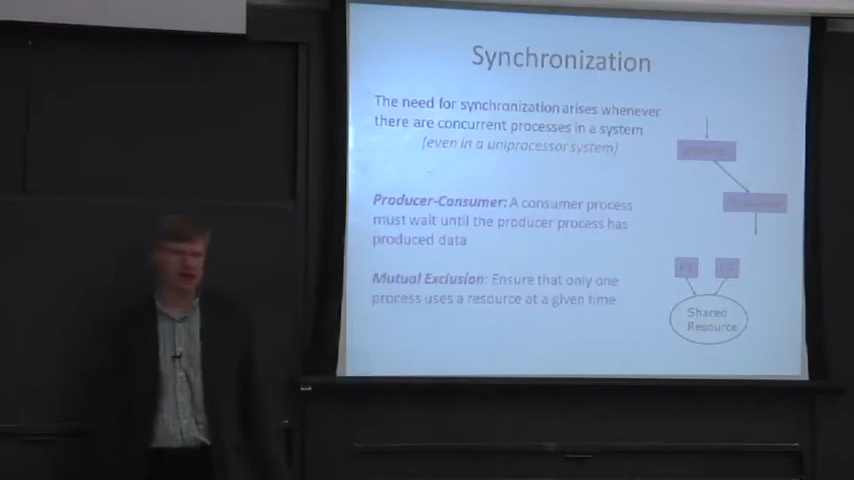 Synchronization
The need for synchronization arises whenever
there are concurrent processes in a system
(even in a uniprocessor system)
producer
Producer-Consumer: A consumer process
must wait until the producer process has
produced data
Mutual Exclusion: Ensure that only one
process uses a resource at a given time
P1
Shared
Resource